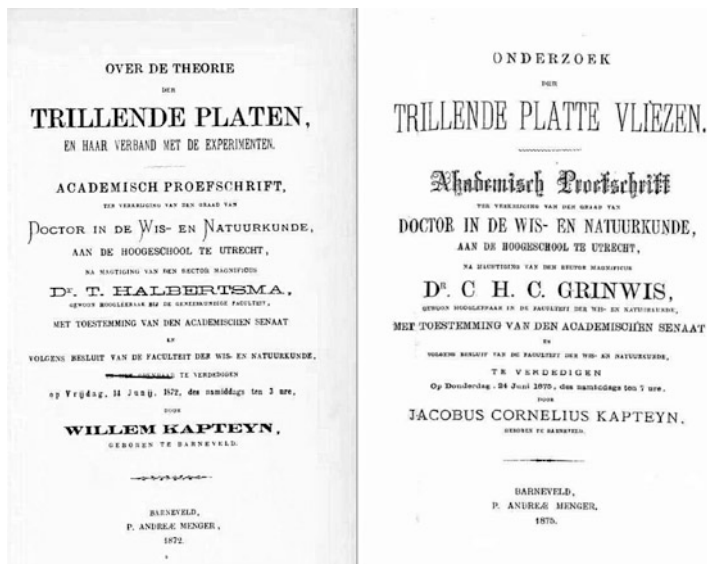 OVER DE THEORIE
DER
TRILLENDE PLATEN,
EN HAAR VERBAND MET DE EXPERIMENTEN.
ACADEMISCH PROEFSCHRIFT,
TER VERKRIJGING VAN DEN GRAAD VAN
DOCTOR IN DE WIS- EN NATUURKUNDE,
AAN DE HOOGESCHOOL TE UTRECHT,
NA MAGTIGING VAN DEN RECTOR MAGNIFICUS
Dr. T. HALBERTSMA,
GEWOON HOOGLEERAAR BIJ DE GENEESKUNDIGE FACULTEIT,
MET TOESTEMMING VAN DEN ACADEMISCHEN SENAAT
EN
VOLGENS BESLUIT VAN DE FACULTEIT DER WIS- EN NATUURKUNDE,
TE VERDEDIGEN
op Vrijdag, 14 Junij, 1872, des namiddags ten 3 ure,
DOOR
WILLEM KAPTEYN,
GEBOREN TE BARNEVELD.
BARNEVELD,
P. ANDREÆ MENGER,
1872.
ONDERZOEK
DER
TRILLENDE PLATTE VLIEZEN.
Akademisch Proefschrift
TER VERKRIJGING VAN DEN GRAAD VAN
DOCTOR IN DE WIS- EN NATUURKUNDE,
AAN DE HOOGESCHOOL TE UTRECHT,
NA MACHTIGING VAN DEN RECTOR MAGNIFICUS
Dr. C. H. C. GRINWIS,
GEWOON HOOGLEERAAR IN DE FACULTEIT DER WIS- EN NATUURKUNDE,
MET TOESTEMMING VAN DEN ACADEMISCHEN SENAAT
EN
VOLGENS BESLUIT VAN DE FACULTEIT DER WIS- EN NATUURKUNDE,
TE VERDEDIGEN
Op Donderdag, 24 Juni 1875, des namiddags ten 7 ure,
DOOR
JACOBUS CORNELIUS KAPTEYN,
GEBOREN TE BARNEVELD.
BARNEVELD,
P. ANDREÆ MENGER,
1875.